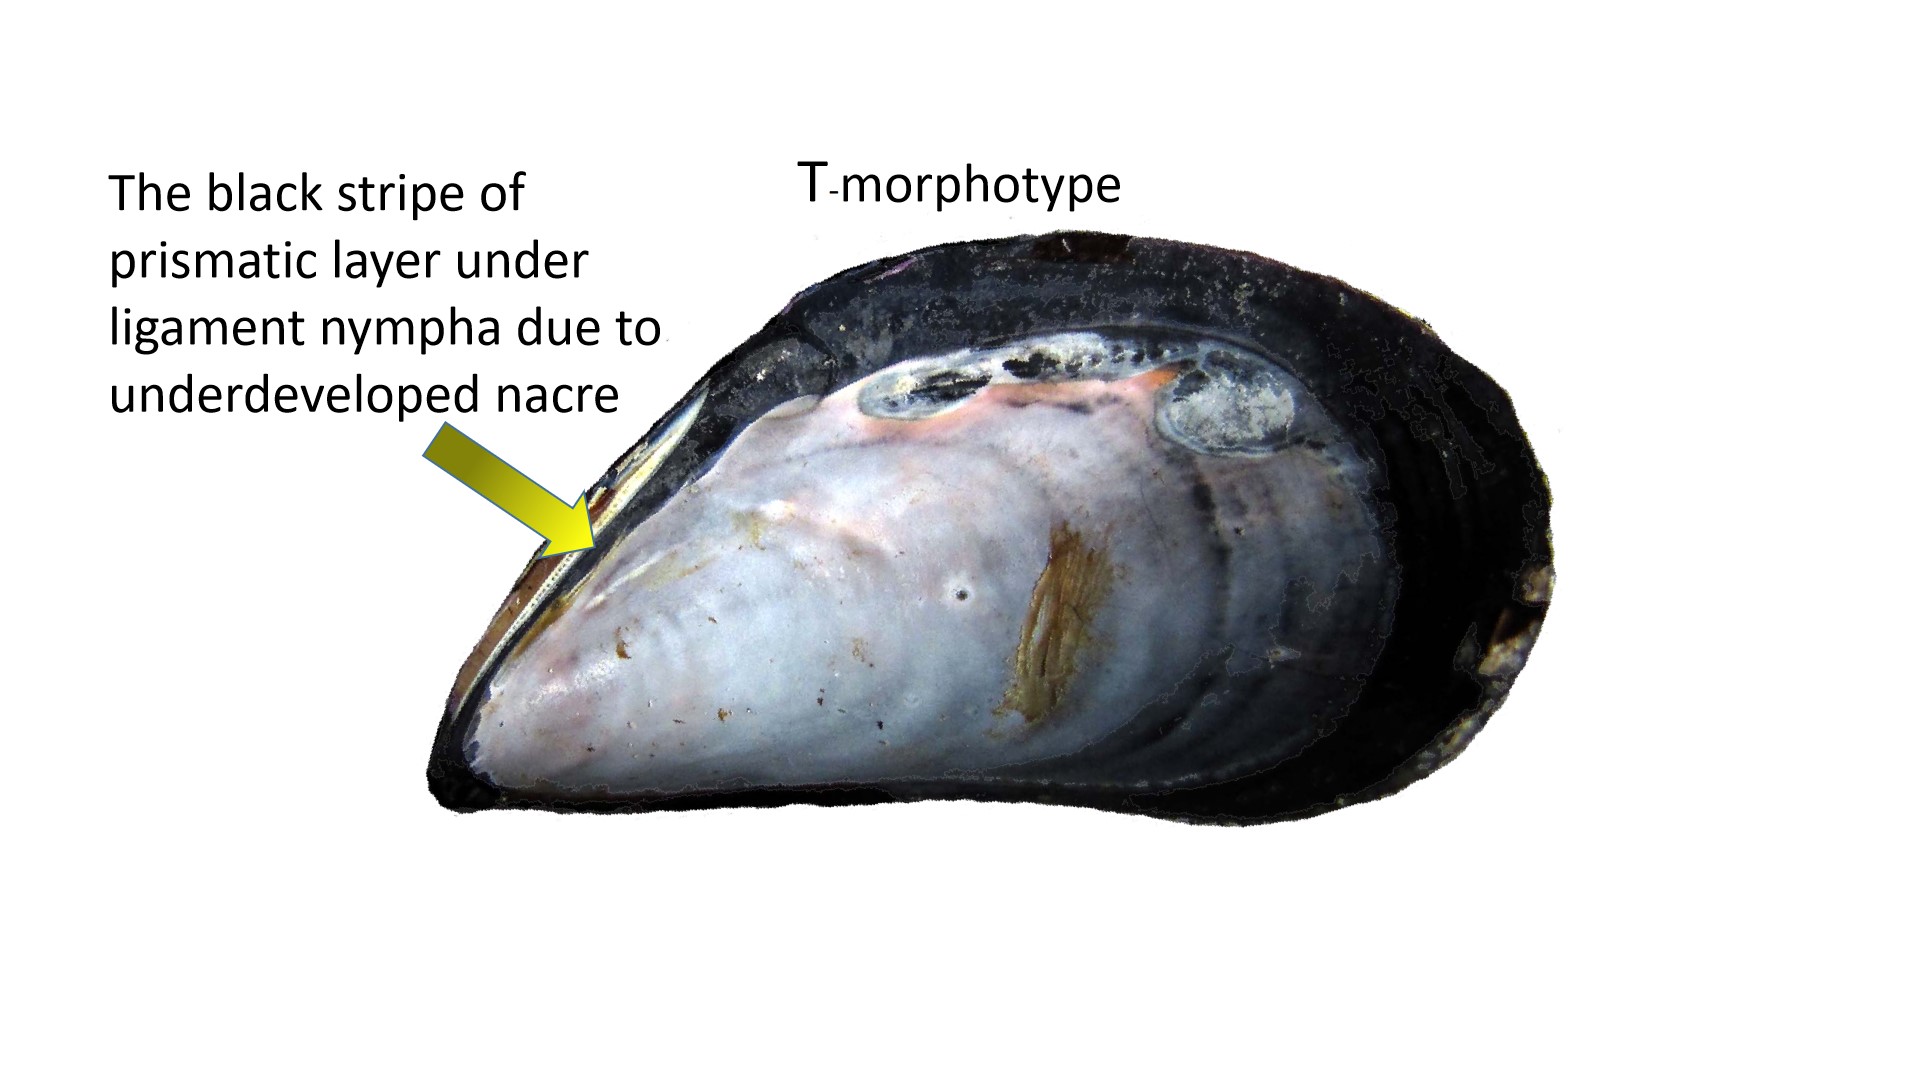 T-morphotype
The black stripe of
prismatic layer under
ligament nympha due to
underdeveloped nacre